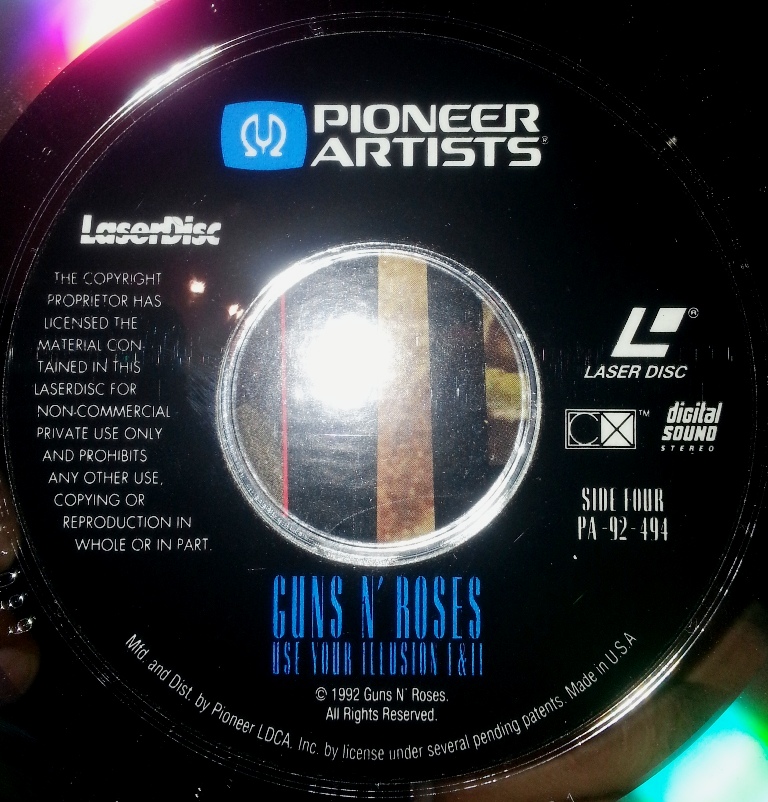 PIONEER
ARTISTS®
LaserDisc
THE COPYRIGHT
PROPRIETOR HAS
LICENSED THE
MATERIAL CON-
TAINED IN THIS
LASERDISC FOR
NON-COMMERCIAL
PRIVATE USE ONLY
AND PROHIBITS
ANY OTHER USE,
COPYING OR
REPRODUCTION IN
WHOLE OR IN PART.
®
LASER DISC
CX™
digital
SOUND
STEREO
SIDE FOUR
PA-92-494
GUNS N' ROSES
USE YOUR ILLUSION I & II
© 1992 Guns N' Roses.
All Rights Reserved.
Mfd. and Dist. by Pioneer LDCA, Inc. by license under several pending patents. Made in U.S.A